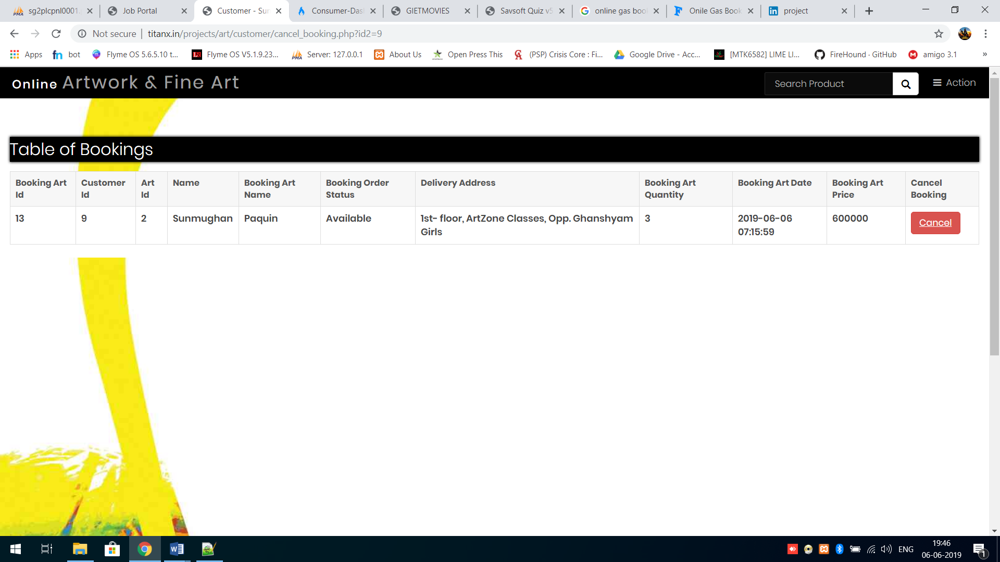 sg2plcpnl0001.
Job Portal
Customer - Sun
Consumer-Das
GIETMOVIES
Savsoft Quiz v5
online gas boo
Onile Gas Book
project
Not secure | titanx.in/projects/art/customer/cancel_booking.php?id2=9
Apps
bot
Flyme OS 5.6.5.10 t...
Flyme OS V5.1.9.23...
Server: 127.0.0.1
About Us
Open Press This
(PSP) Crisis Core : Fi...
Google Drive - Acc...
[MTK6582] LIME LI...
FireHound · GitHub
amigo 3.1
»
Online Artwork & Fine Art
Search Product
Action
Table of Bookings
Booking Art Id
Customer Id
Art Id
Name
Booking Art Name
Booking Order Status
Delivery Address
Booking Art Quantity
Booking Art Date
Booking Art Price
Cancel Booking
13
9
2
Sunmughan
Paquin
Available
1st- floor, ArtZone Classes, Opp. Ghanshyam
Girls
3
2019-06-06
07:15:59
600000
Cancel
ENG
19:46
06-06-2019
1